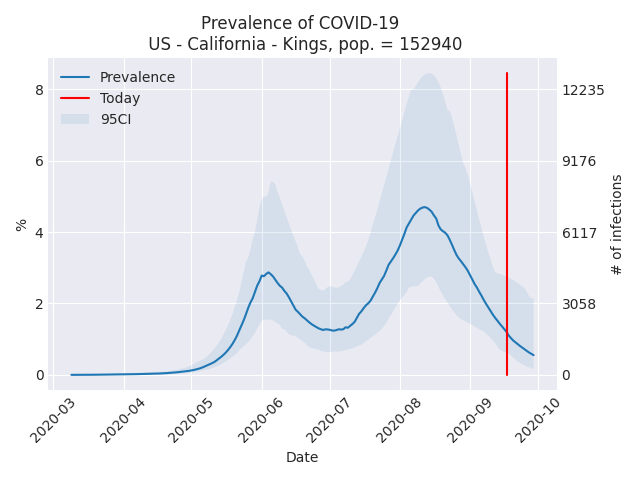 Prevalence of COVID-19
US - California - Kings, pop. = 152940
Prevalence
Today
95CI
%
8
6
4
2
0
12235
9176
6117
3058
0
# of infections
2020-03
2020-04
2020-05
2020-06
2020-07
2020-08
2020-09
2020-10
Date